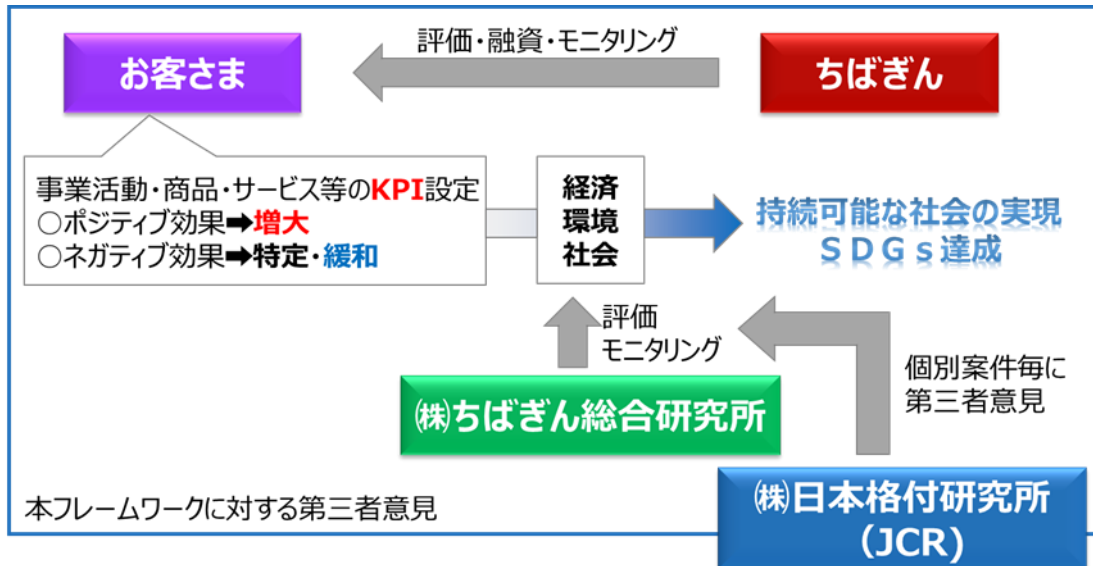 評価・融資・モニタリング
お客さま
ちばぎん
事業活動・商品・サービス等のKPI設定
○ポジティブ効果➡増大
○ネガティブ効果➡特定・緩和
経済
環境
社会
持続可能な社会の実現
ＳＤＧｓ達成
評価
モニタリング
個別案件毎に
第三者意見
㈱ちばぎん総合研究所
本フレームワークに対する第三者意見
㈱日本格付研究所
(JCR)